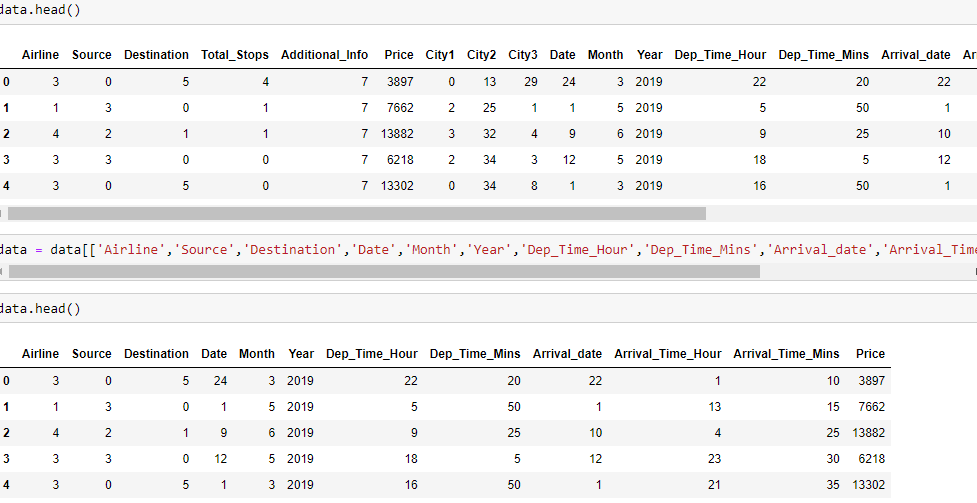 data.head()
Airline Source Destination Total_Stops Additional_Info Price City1 City2 City3 Date Month Year Dep_Time_Hour Dep_Time_Mins Arrival_date
0 3 0 5 4 7 3897 0 13 29 24 3 2019 22 20 22
1 1 3 0 1 7 7662 2 25 1 1 5 2019 5 50 1
2 4 2 1 1 7 13882 3 32 4 9 6 2019 9 25 10
3 3 3 0 0 7 6218 2 34 3 12 5 2019 18 5 12
4 3 0 5 0 7 13302 0 34 8 1 3 2019 16 50 1
data = data[['Airline','Source','Destination','Date','Month','Year','Dep_Time_Hour','Dep_Time_Mins','Arrival_date','Arrival_Time
data.head()
Airline Source Destination Date Month Year Dep_Time_Hour Dep_Time_Mins Arrival_date Arrival_Time_Hour Arrival_Time_Mins Price
0 3 0 5 24 3 2019 22 20 22 1 10 3897
1 1 3 0 1 5 2019 5 50 1 13 15 7662
2 4 2 1 9 6 2019 9 25 10 4 25 13882
3 3 3 0 12 5 2019 18 5 12 23 30 6218
4 3 0 5 1 3 2019 16 50 1 21 35 13302